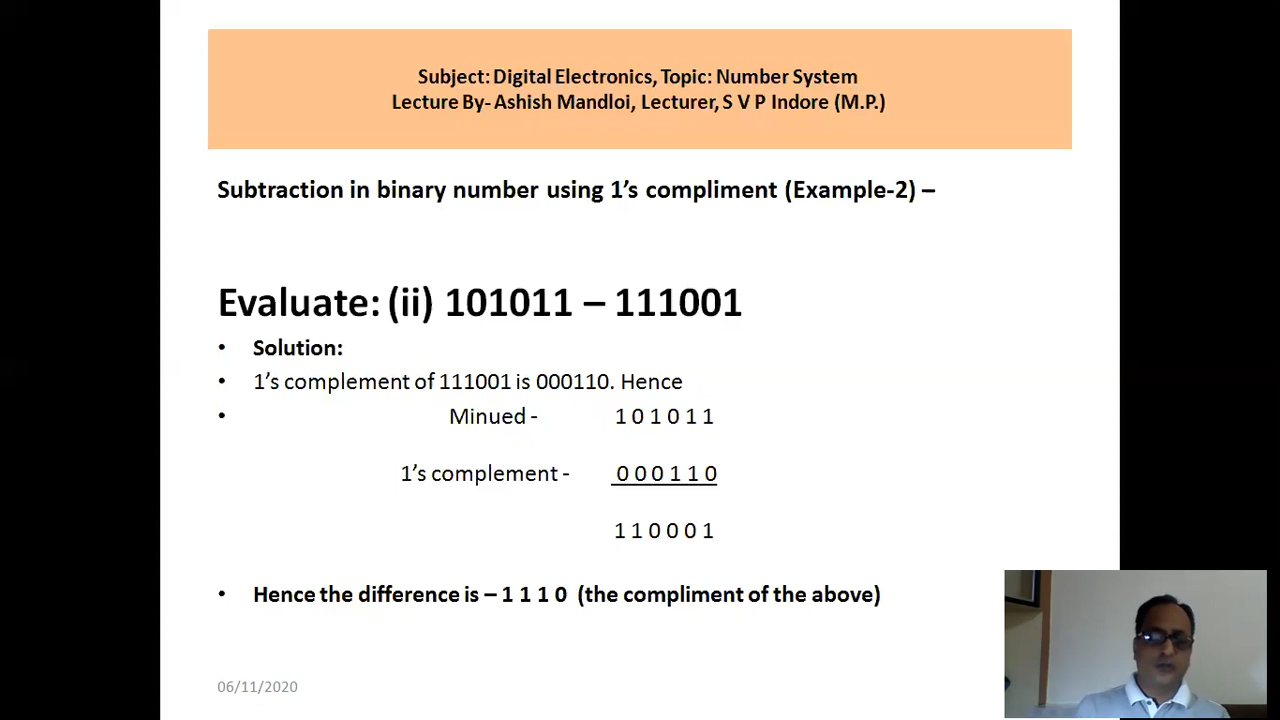 Subject: Digital Electronics, Topic: Number System
Lecture By- Ashish Mandloi, Lecturer, S V P Indore (M.P.)
Subtraction in binary number using 1’s compliment (Example-2) –
Evaluate: (ii) 101011 – 111001
• Solution:
• 1’s complement of 111001 is 000110. Hence
• Minued - 1 0 1 0 1 1
1’s complement - 0 0 0 1 1 0
1 1 0 0 0 1
• Hence the difference is – 1 1 1 0 (the compliment of the above)
06/11/2020